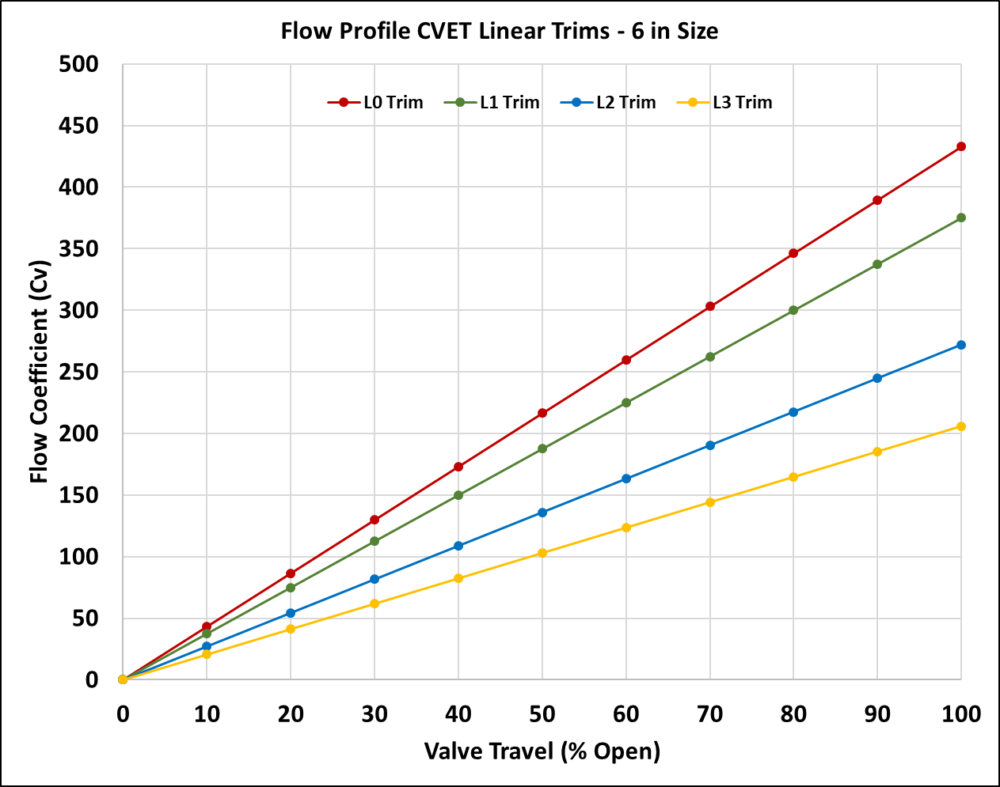 Flow Profile CVET Linear Trims - 6 in Size
500
L0 Trim L1 Trim L2 Trim L3 Trim
450
400
350
300
250
200
150
100
50
0
Flow Coefficient (Cv)
0 10 20 30 40 50 60 70 80 90 100
Valve Travel (% Open)